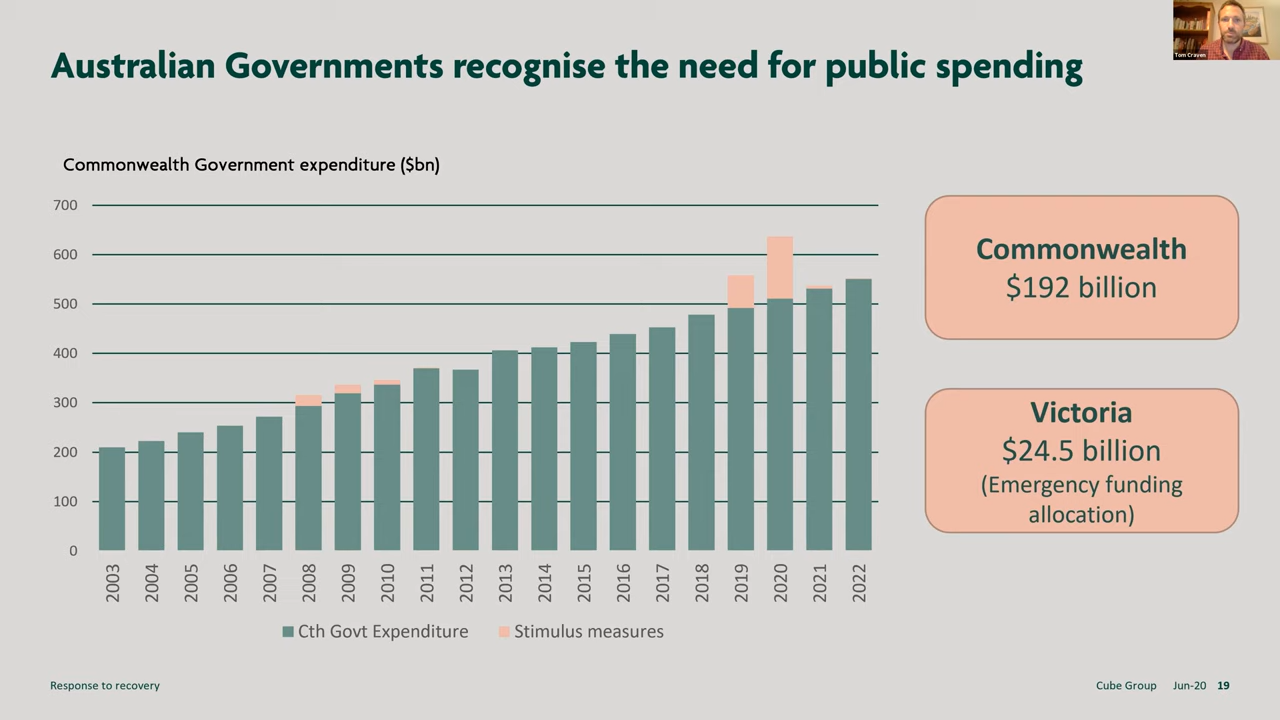 Australian Governments recognise the need for public spending
Tom Craven
Commonwealth Government expenditure ($bn)
700
600
500
400
300
200
100
0
2003
2004
2005
2006
2007
2008
2009
2010
2011
2012
2013
2014
2015
2016
2017
2018
2019
2020
2021
2022
Cth Govt Expenditure
Stimulus measures
Commonwealth
$192 billion
Victoria
$24.5 billion
(Emergency funding
allocation)
Response to recovery
Cube Group Jun-20 19